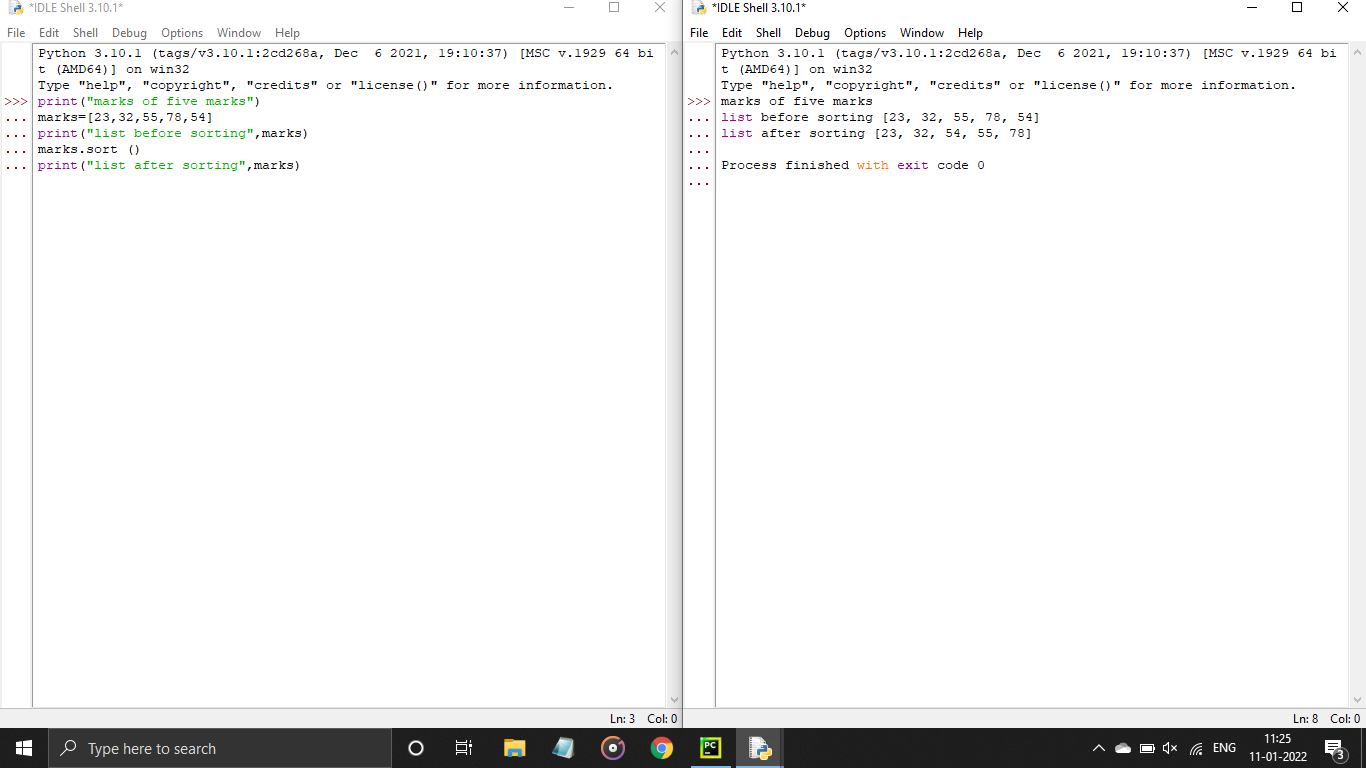 *IDLE Shell 3.10.1*
File Edit Shell Debug Options Window Help
Python 3.10.1 (tags/v3.10.1:2cd268a, Dec  6 2021, 19:10:37) [MSC v.1929 64 bi
t (AMD64)] on win32
Type "help", "copyright", "credits" or "license()" for more information.
>>> print("marks of five marks")
... marks=[23,32,55,78,54]
... print("list before sorting",marks)
... marks.sort ()
... print("list after sorting",marks)
Ln: 3 Col: 0
*IDLE Shell 3.10.1*
File Edit Shell Debug Options Window Help
Python 3.10.1 (tags/v3.10.1:2cd268a, Dec  6 2021, 19:10:37) [MSC v.1929 64 bi
t (AMD64)] on win32
Type "help", "copyright", "credits" or "license()" for more information.
>>> marks of five marks
... list before sorting [23, 32, 55, 78, 54]
... list after sorting [23, 32, 54, 55, 78]
...
... Process finished with exit code 0
...
Ln: 8 Col: 0
Type here to search
PC
ENG
11:25
11-01-2022
3